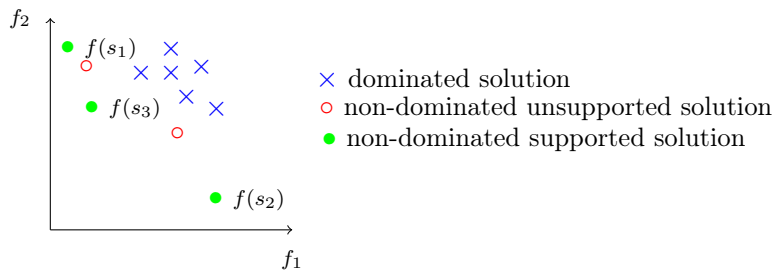 f₂
f(s₁)
f(s₃)
f(s₂)
f₁
dominated solution
non-dominated unsupported solution
non-dominated supported solution